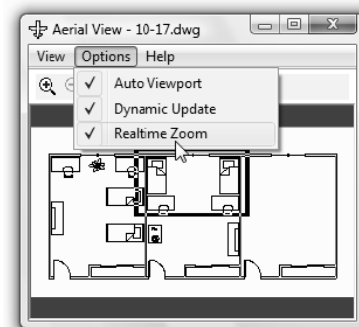 Aerial View - 10-17.dwg
View Options Help
Auto Viewport
Dynamic Update
Realtime Zoom